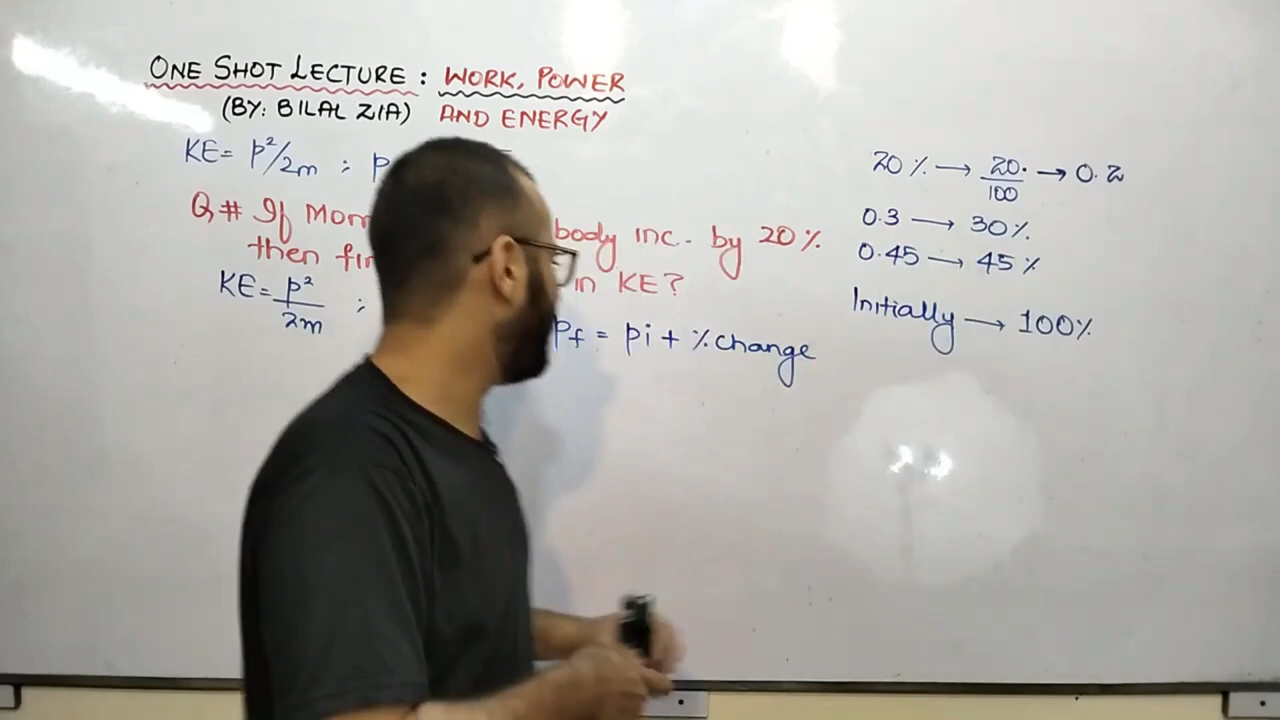 ONE SHOT LECTURE : WORK, POWER
(BY: BILAL ZIA) AND ENERGY
KE = p²/2m ; p
Q# If Mom body inc. by 20%
then fin in KE?
KE = p²/2m ;
Pf = pi + % change
20% → 20/100 → 0.2
0.3 → 30%
0.45 → 45%
Initially → 100%